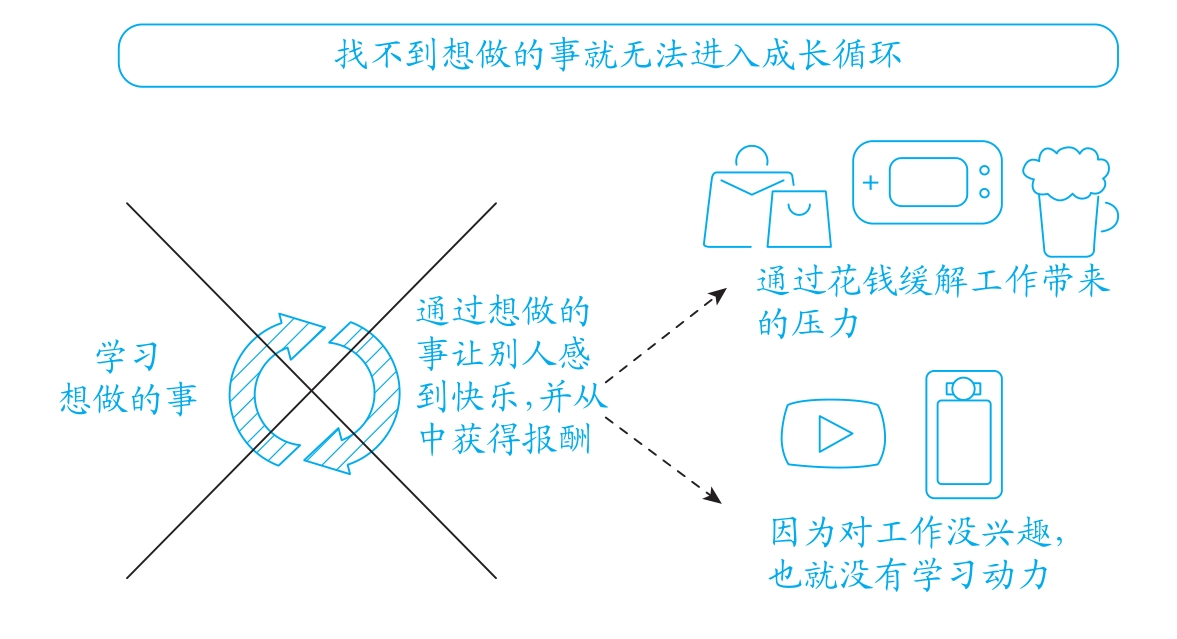 找不到想做的事就无法进入成长循环
学习
想做的事
通过想做的
事让别人感
到快乐,并从
中获得报酬
通过花钱缓解工作带来
的压力
因为对工作没兴趣,
也就没有学习动力